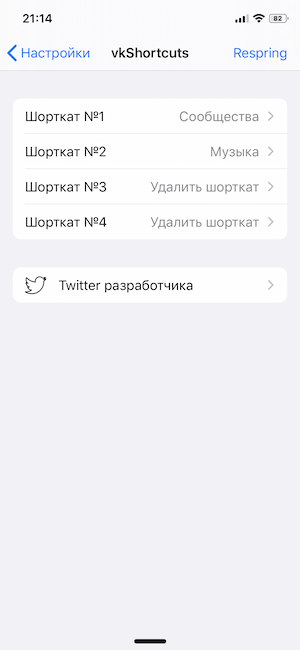 21:14
82
Настройки vkShortcuts Respring
Шорткат №1 Сообщества
Шорткат №2 Музыка
Шорткат №3 Удалить шорткат
Шорткат №4 Удалить шорткат
Twitter разработчика